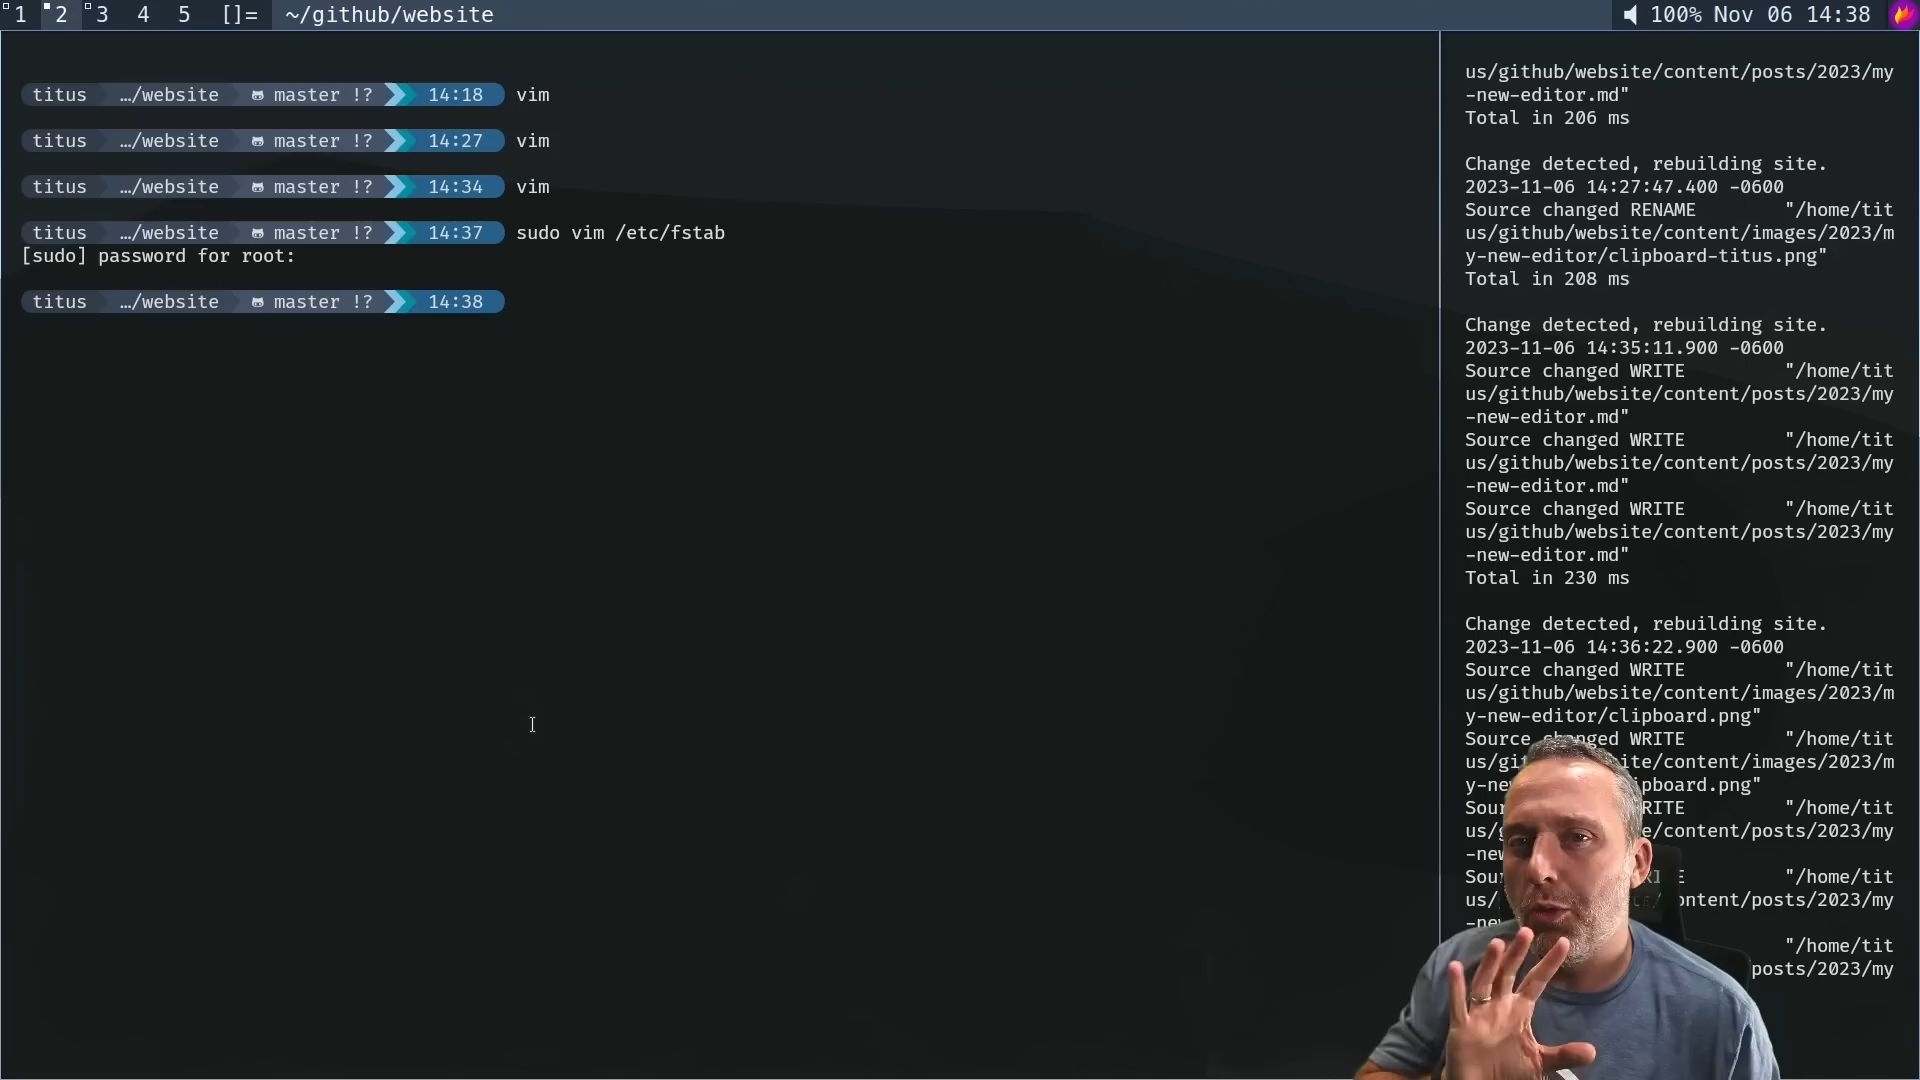 1 2 3 4 5 []= ~/github/website 100% Nov 06 14:38
titus …/website master !? 14:18 vim
titus …/website master !? 14:27 vim
titus …/website master !? 14:34 vim
titus …/website master !? 14:37 sudo vim /etc/fstab
[sudo] password for root:
titus …/website master !? 14:38
us/github/website/content/posts/2023/my
-new-editor.md"
Total in 206 ms
Change detected, rebuilding site.
2023-11-06 14:27:47.400 -0600
Source changed RENAME "/home/tit
us/github/website/content/images/2023/m
y-new-editor/clipboard-titus.png"
Total in 208 ms
Change detected, rebuilding site.
2023-11-06 14:35:11.900 -0600
Source changed WRITE "/home/tit
us/github/website/content/posts/2023/my
-new-editor.md"
Source changed WRITE "/home/tit
us/github/website/content/posts/2023/my
-new-editor.md"
Source changed WRITE "/home/tit
us/github/website/content/posts/2023/my
-new-editor.md"
Total in 230 ms
Change detected, rebuilding site.
2023-11-06 14:36:22.900 -0600
Source changed WRITE "/home/tit
us/github/website/content/images/2023/m
y-new-editor/clipboard.png"
Source changed WRITE "/home/tit
ite/content/images/2023/m
pboard.png"
"/home/tit
e/content/posts/2023/my
"/home/tit
ontent/posts/2023/my
"/home/tit
posts/2023/my